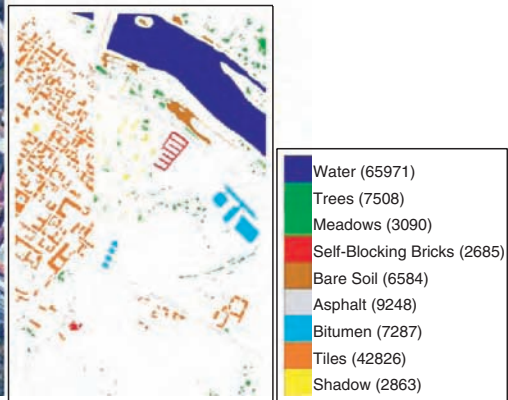 Water (65971)
Trees (7508)
Meadows (3090)
Self-Blocking Bricks (2685)
Bare Soil (6584)
Asphalt (9248)
Bitumen (7287)
Tiles (42826)
Shadow (2863)